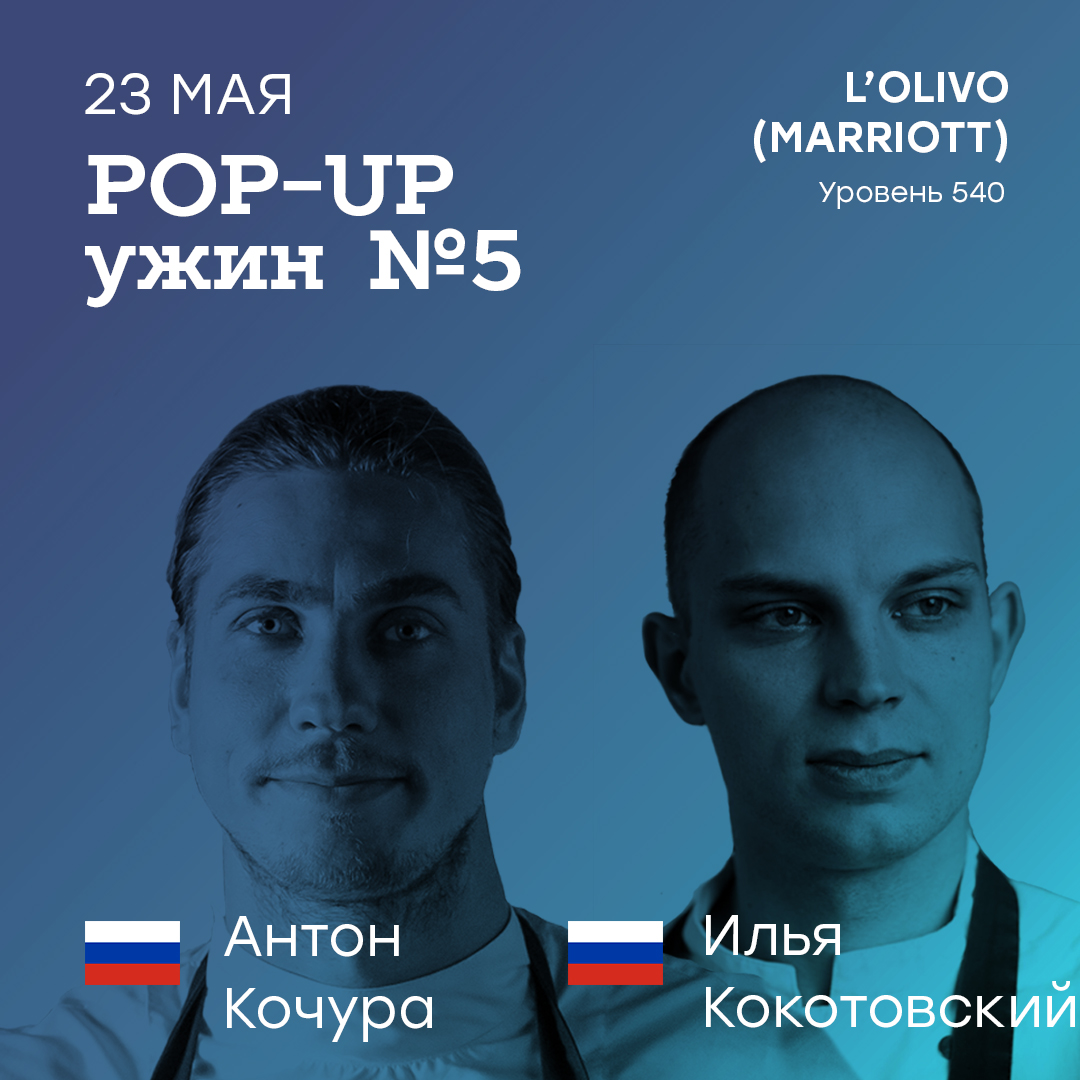 23 МАЯ
POP-UP
ужин №5
L’OLIVO
(MARRIOTT)
Уровень 540
Антон
Кочура
Илья
Кокотовский